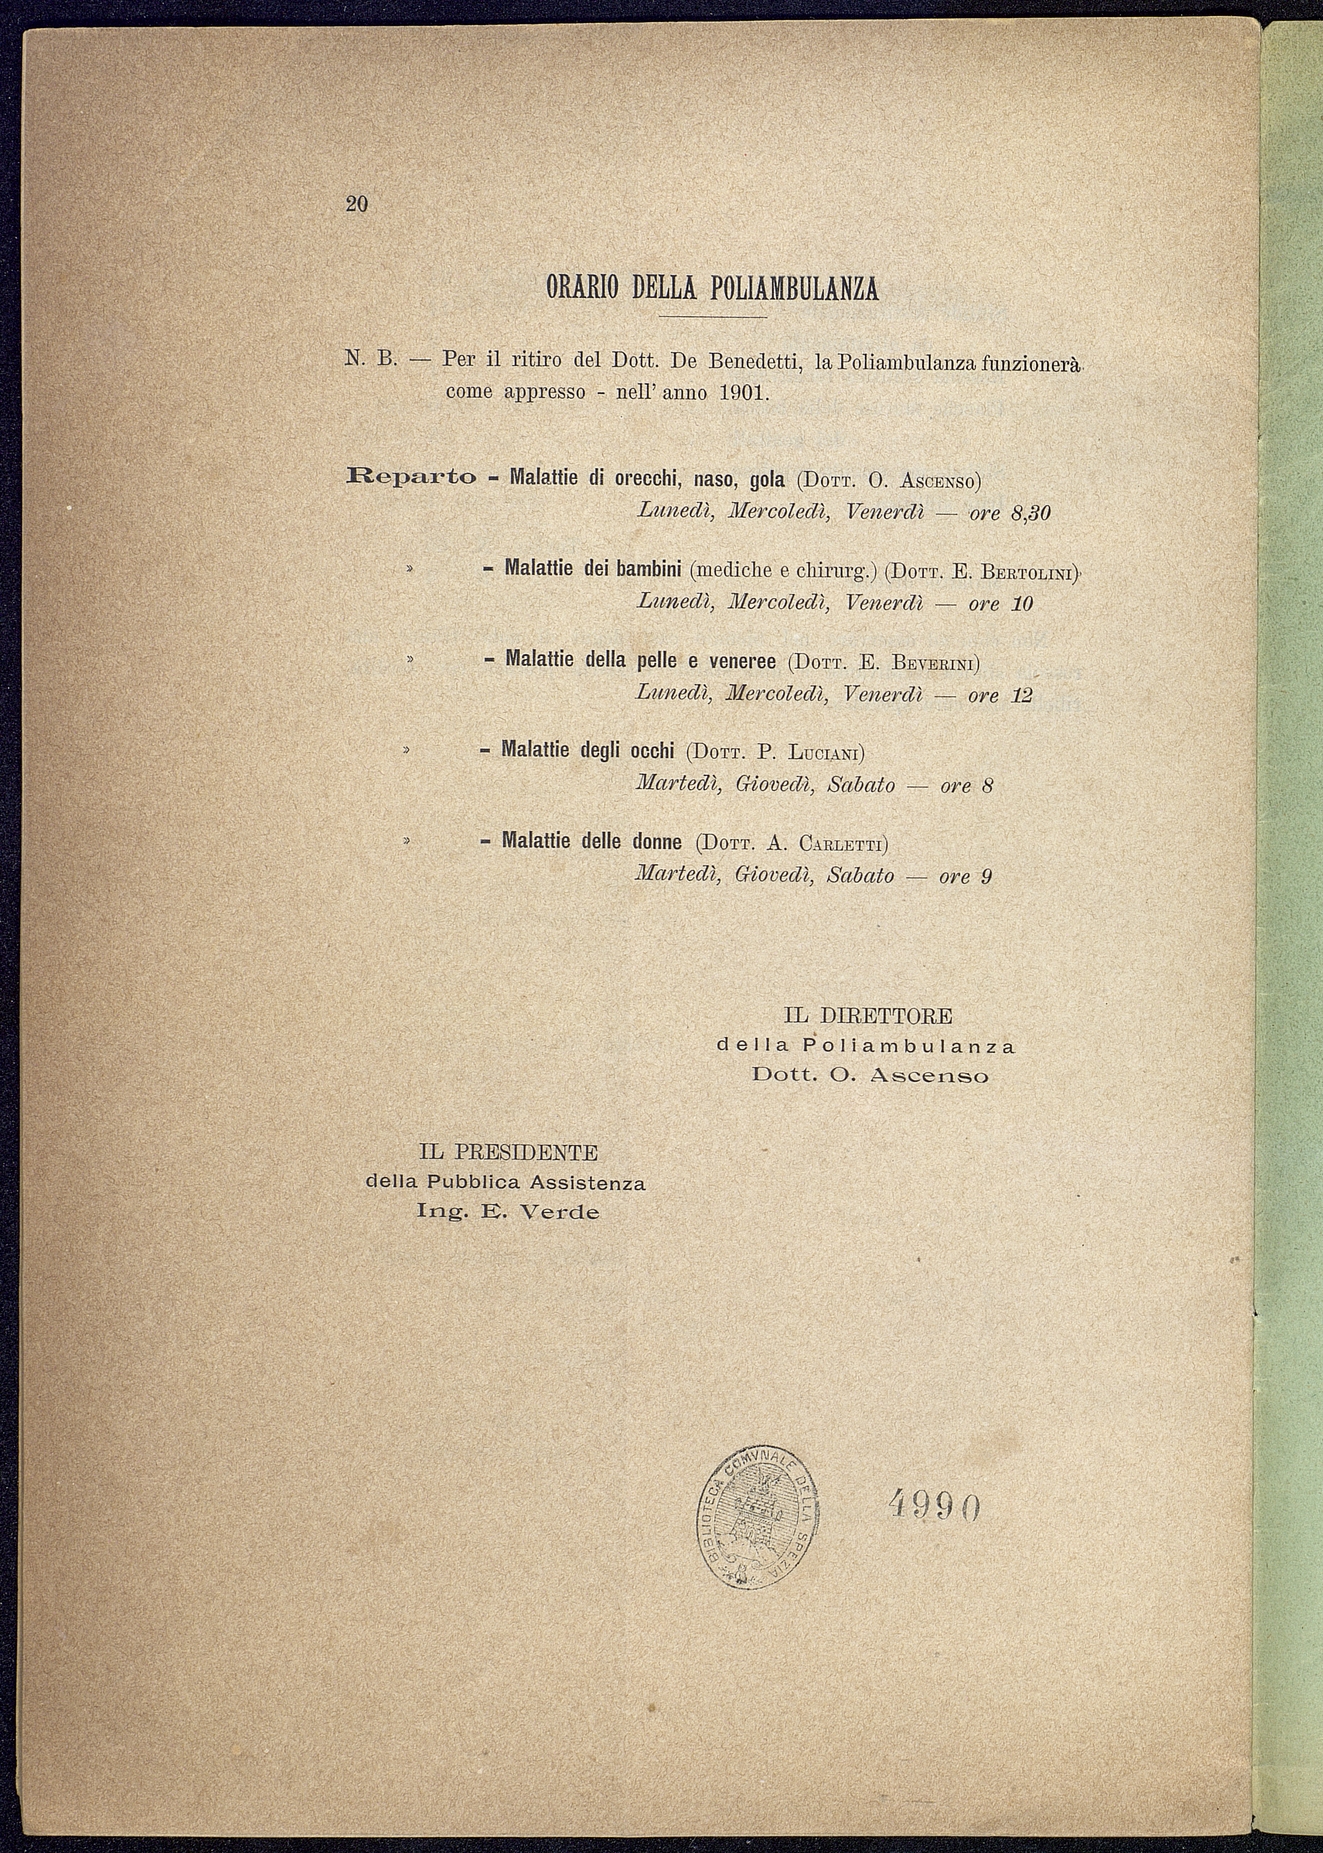 20
ORARIO DELLA POLIAMBULANZA
N. B. — Per il ritiro del Dott. De Benedetti, la Poliambulanza funzionerà
come appresso - nell' anno 1901.
Reparto - Malattie di orecchi, naso, gola (Dott. O. Ascenso)
Lunedì, Mercoledì, Venerdì — ore 8,30
» - Malattie dei bambini (mediche e chirurg.) (Dott. E. Bertolini)
Lunedì, Mercoledì, Venerdì — ore 10
» - Malattie della pelle e veneree (Dott. E. Beverini)
Lunedì, Mercoledì, Venerdì — ore 12
» - Malattie degli occhi (Dott. P. Luciani)
Martedì, Giovedì, Sabato — ore 8
» - Malattie delle donne (Dott. A. Carletti)
Martedì, Giovedì, Sabato — ore 9
IL DIRETTORE
della Poliambulanza
Dott. O. Ascenso
IL PRESIDENTE
della Pubblica Assistenza
Ing. E. Verde
BIBLIOTECA COMVNALE DELLA SPEZIA
4990